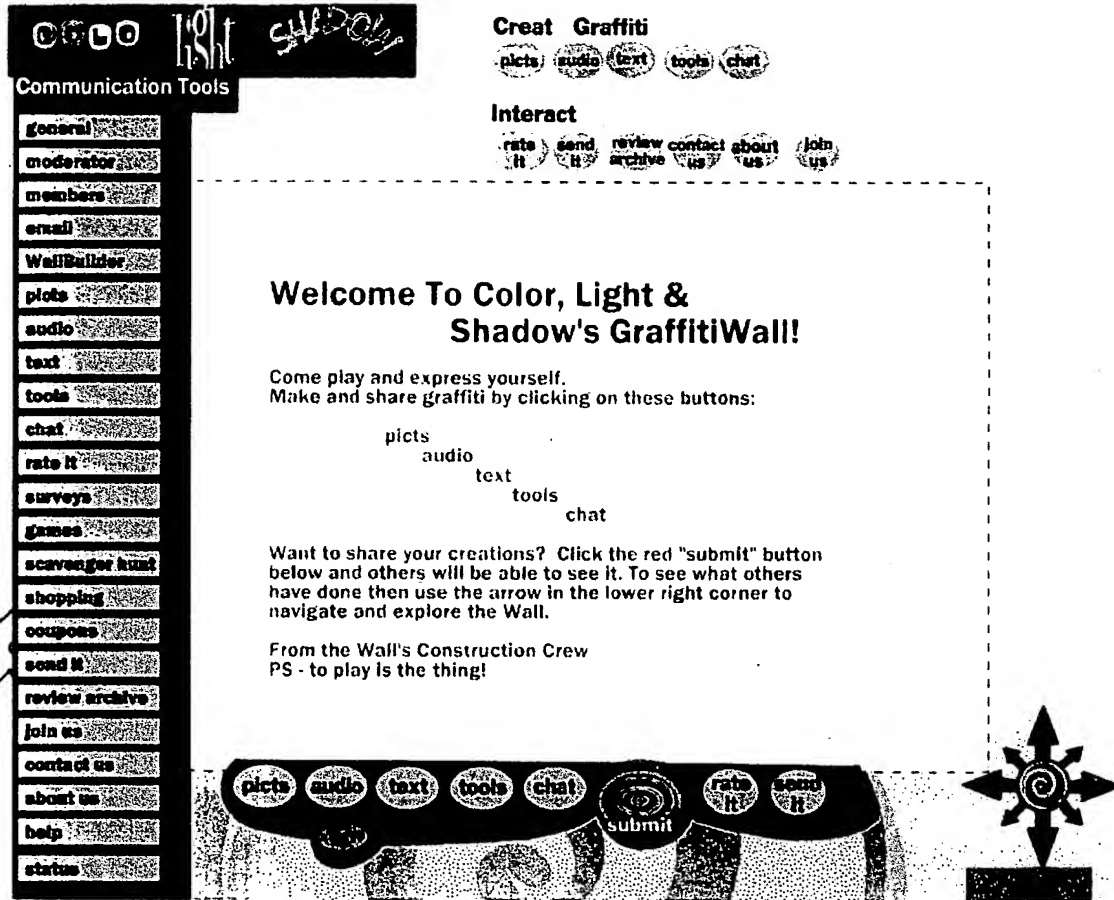 light SHADOW
Communication Tools
general
moderator
members
email
WallBuilder
picts
audio
text
tools
chat
rate it
surveys
games
scavenger hunt
shopping
coupons
send it
review archive
join us
contact us
about us
help
status
Creat Graffiti
picts audio text tools chat
Interact
rate it send it review archive contact us about us join us
Welcome To Color, Light &
Shadow's GraffitiWall!
Come play and express yourself.
Make and share graffiti by clicking on these buttons:
picts
audio
text
tools
chat
Want to share your creations? Click the red "submit" button
below and others will be able to see it. To see what others
have done then use the arrow in the lower right corner to
navigate and explore the Wall.
From the Wall's Construction Crew
PS - to play is the thing!
picts audio text tools chat submit rate it send it